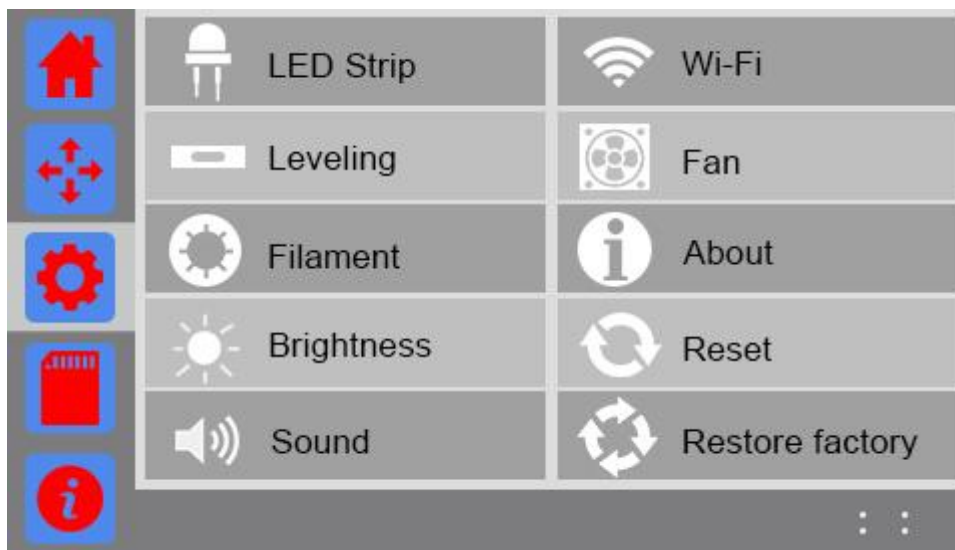 LED Strip
Wi-Fi
Leveling
Fan
Filament
About
Brightness
Reset
Sound
Restore factory
: :